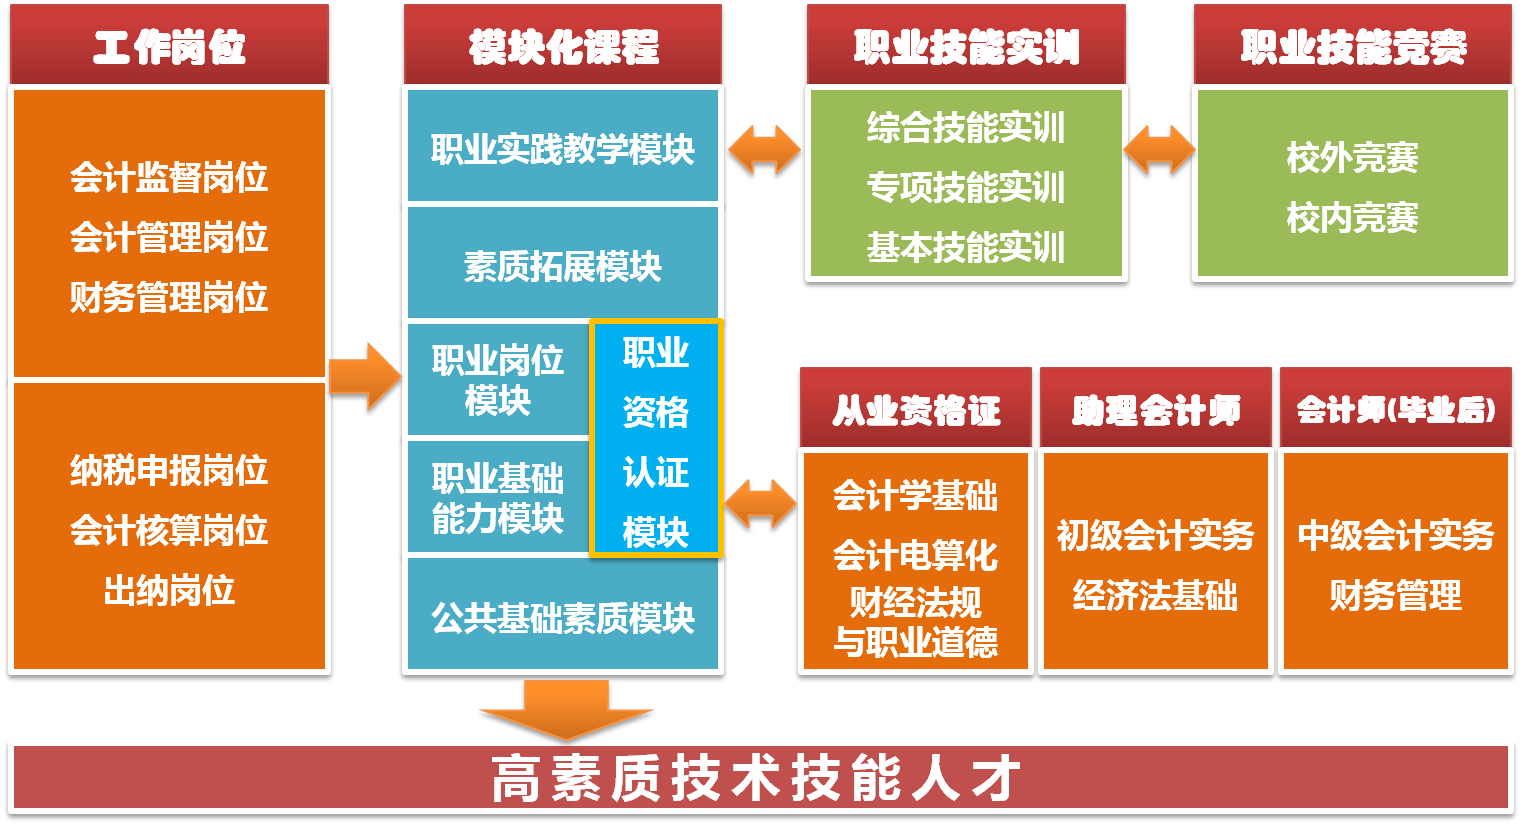 工作岗位
会计监督岗位
会计管理岗位
财务管理岗位
纳税申报岗位
会计核算岗位
出纳岗位
模块化课程
职业实践教学模块
素质拓展模块
职业岗位
模块
职业基础
能力模块
职业
资格
认证
模块
公共基础素质模块
职业技能实训
综合技能实训
专项技能实训
基本技能实训
职业技能竞赛
校外竞赛
校内竞赛
从业资格证
会计学基础
会计电算化
财经法规
与职业道德
助理会计师
初级会计实务
经济法基础
会计师(毕业后)
中级会计实务
财务管理
高素质技术技能人才